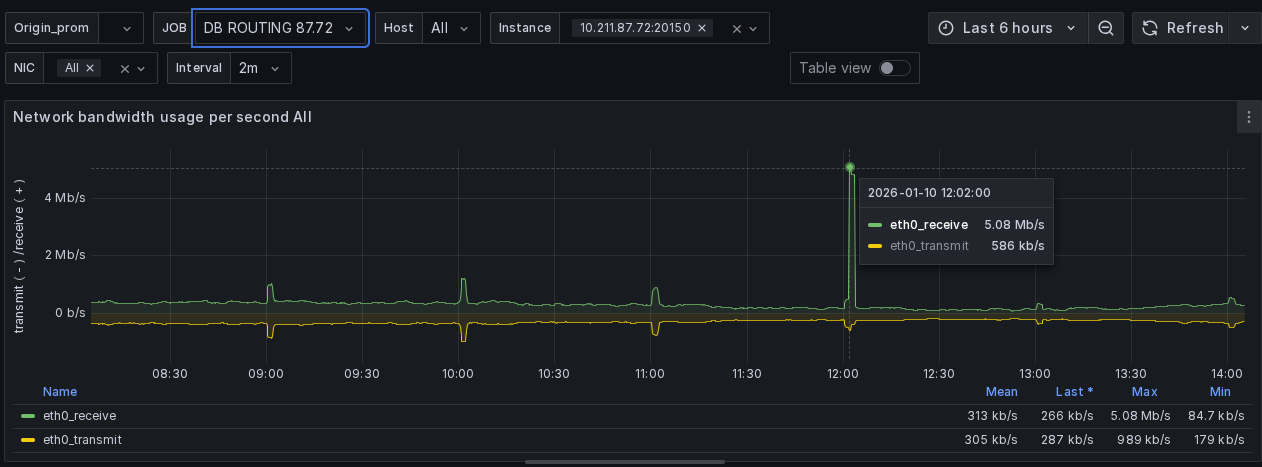 Origin_prom JOB DB ROUTING 87.72 Host All Instance 10.211.87.72:20150 Last 6 hours Refresh
NIC All Interval 2m Table view
Network bandwidth usage per second All
transmit ( - ) /receive ( + )
4 Mb/s
2 Mb/s
0 b/s
2026-01-10 12:02:00
eth0_receive 5.08 Mb/s
eth0_transmit 586 kb/s
08:30 09:00 09:30 10:00 10:30 11:00 11:30 12:00 12:30 13:00 13:30 14:00
Name Mean Last * Max Min
eth0_receive 313 kb/s 266 kb/s 5.08 Mb/s 84.7 kb/s
eth0_transmit 305 kb/s 287 kb/s 989 kb/s 179 kb/s